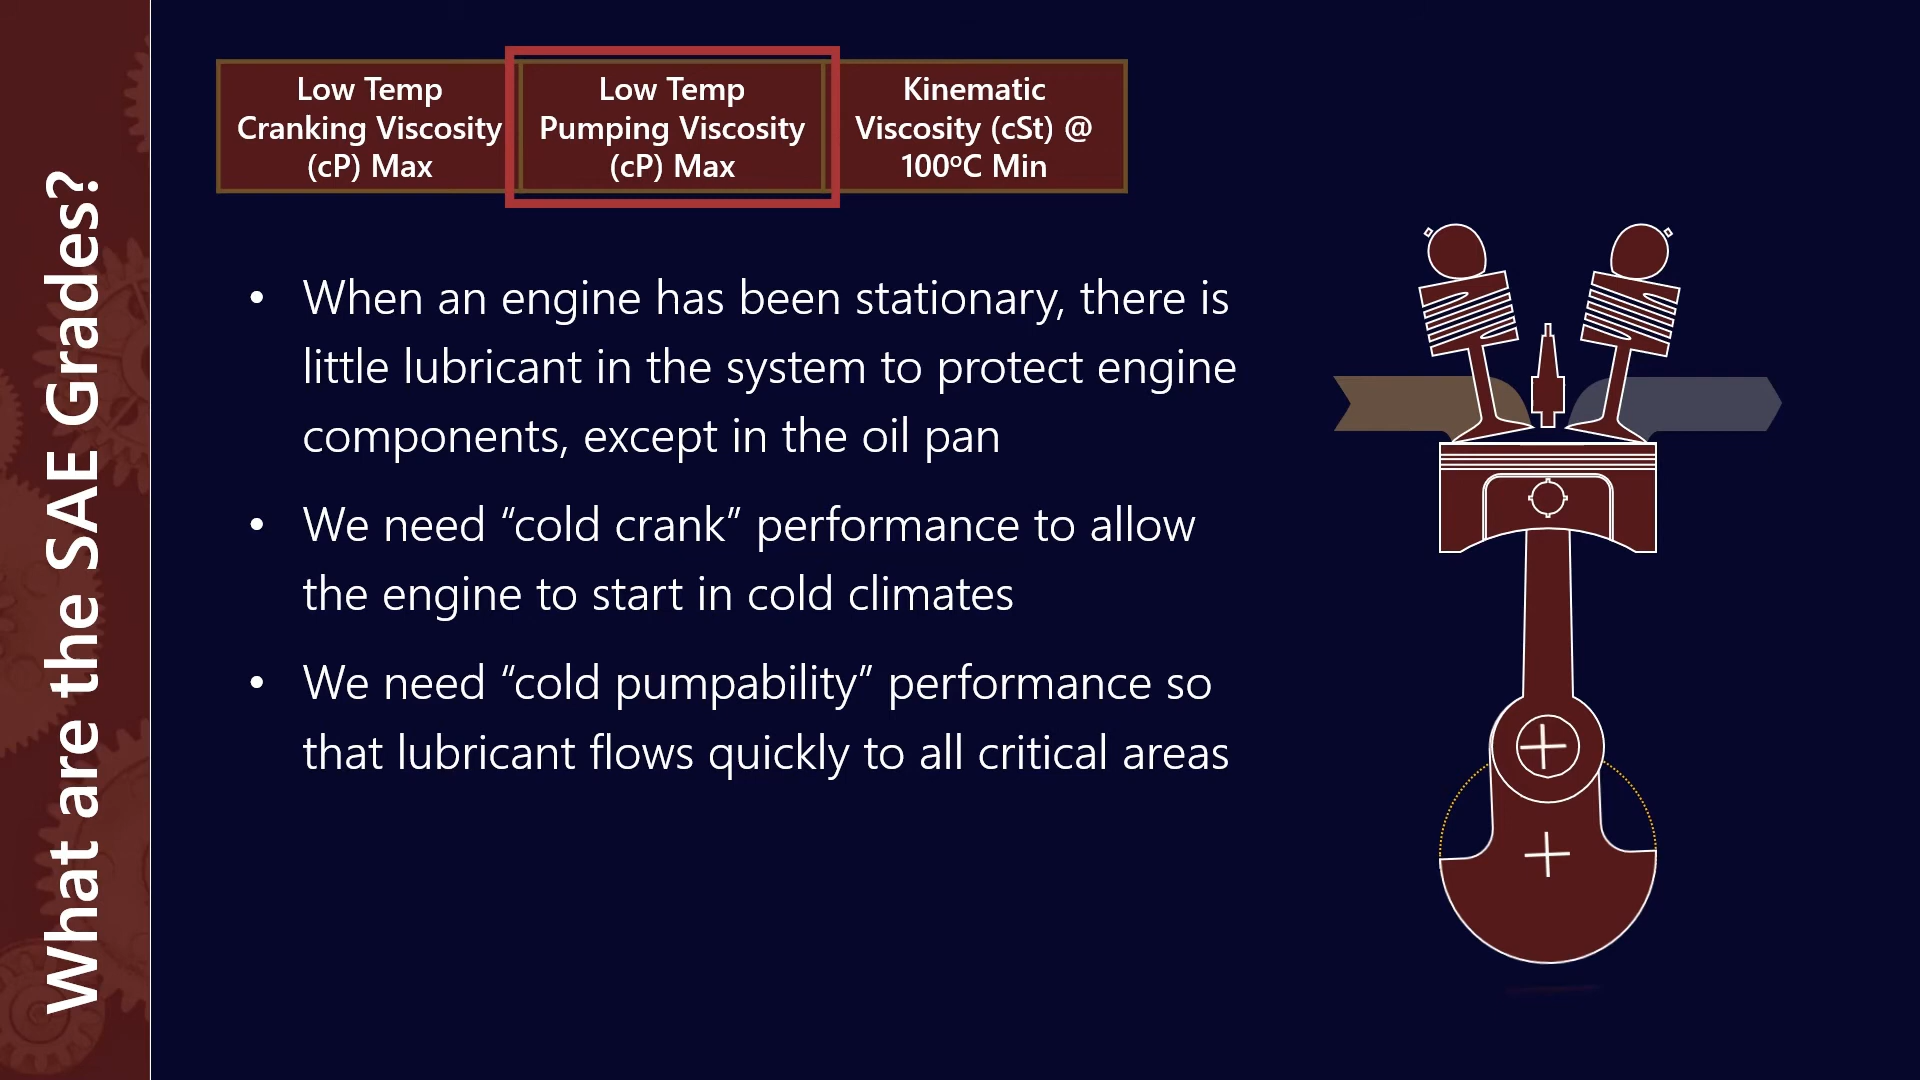 What are the SAE Grades?
Low Temp
Cranking Viscosity
(cP) Max
Low Temp
Pumping Viscosity
(cP) Max
Kinematic
Viscosity (cSt) @
100ºC Min
• When an engine has been stationary, there is
little lubricant in the system to protect engine
components, except in the oil pan
• We need “cold crank” performance to allow
the engine to start in cold climates
• We need “cold pumpability” performance so
that lubricant flows quickly to all critical areas